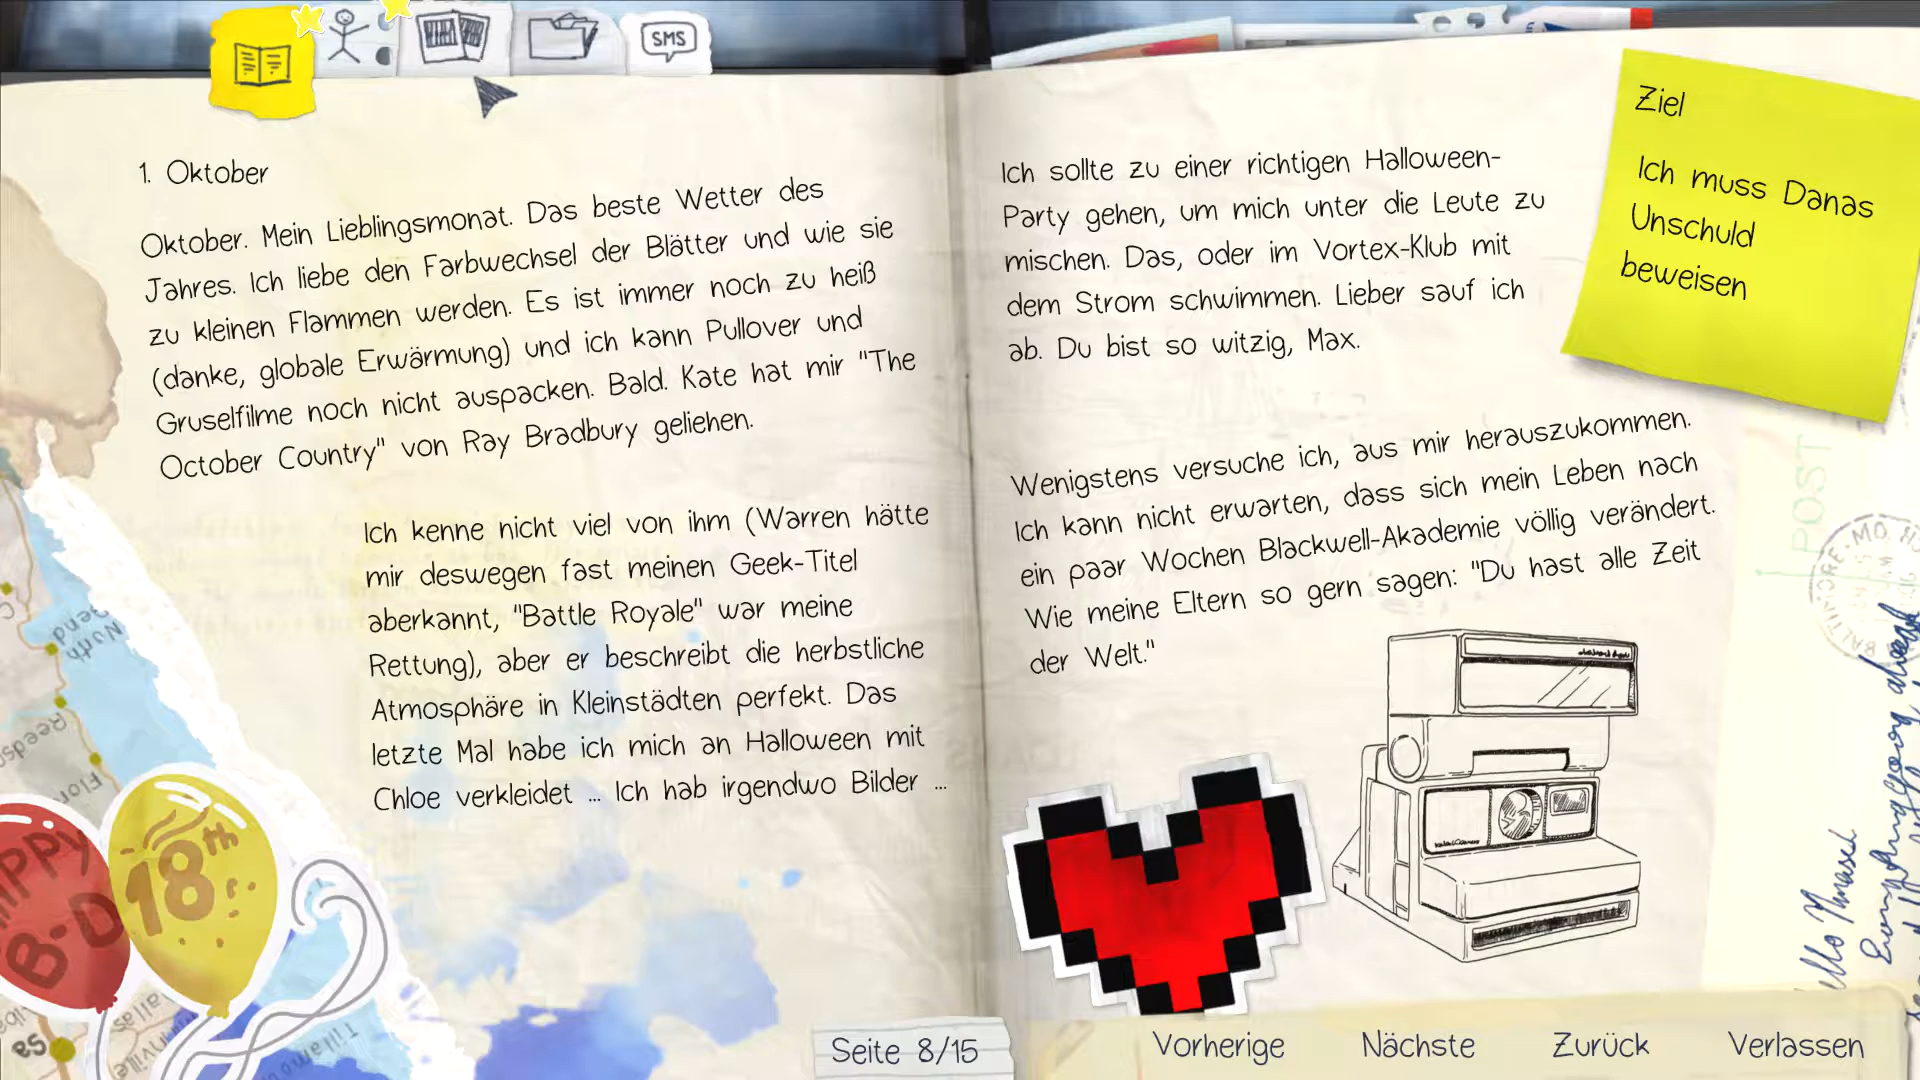 SMS
1. Oktober
Oktober. Mein Lieblingsmonat. Das beste Wetter des
Jahres. Ich liebe den Farbwechsel der Blätter und wie sie
zu kleinen Flammen werden. Es ist immer noch zu heiß
(danke, globale Erwärmung) und ich kann Pullover und
Gruselfilme noch nicht auspacken. Bald. Kate hat mir "The
October Country" von Ray Bradbury geliehen.
Ich kenne nicht viel von ihm (Warren hätte
mir deswegen fast meinen Geek-Titel
aberkannt, "Battle Royale" war meine
Rettung), aber er beschreibt die herbstliche
Atmosphäre in Kleinstädten perfekt. Das
letzte Mal habe ich mich an Halloween mit
Chloe verkleidet ... Ich hab irgendwo Bilder ...
Ich sollte zu einer richtigen Halloween-
Party gehen, um mich unter die Leute zu
mischen. Das, oder im Vortex-Klub mit
dem Strom schwimmen. Lieber sauf ich
ab. Du bist so witzig, Max.
Wenigstens versuche ich, aus mir herauszukommen.
Ich kann nicht erwarten, dass sich mein Leben nach
ein paar Wochen Blackwell-Akademie völlig verändert.
Wie meine Eltern so gern sagen: "Du hast alle Zeit
der Welt."
Ziel
Ich muss Danas
Unschuld
beweisen
POST
North
Bend
B-D
18th
Seite 8/15
Vorherige
Nächste
Zurück
Verlassen